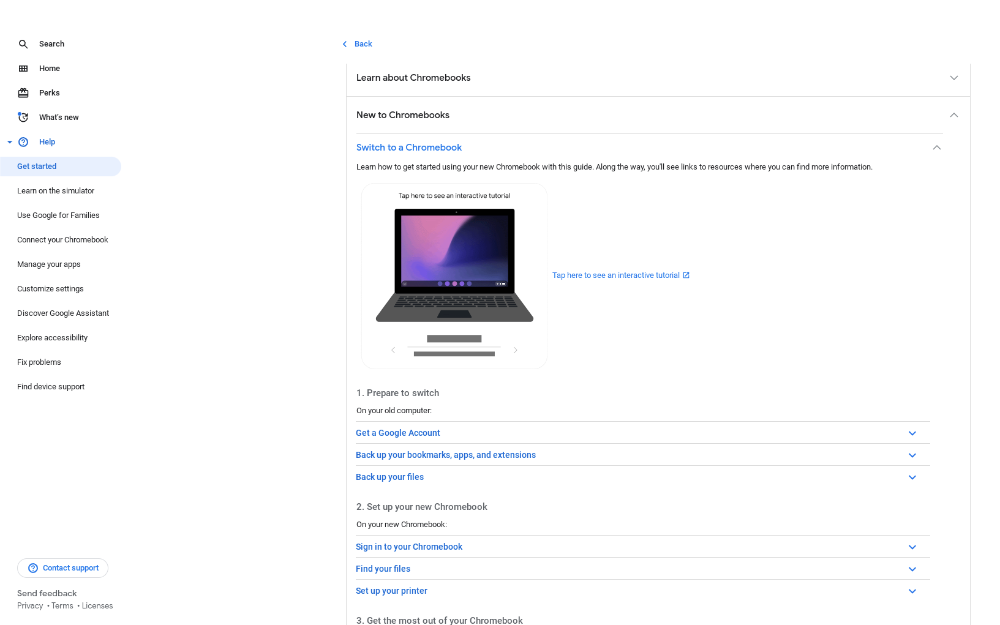 Search
Home
Perks
What's new
Help
Get started
Learn on the simulator
Use Google for Families
Connect your Chromebook
Manage your apps
Customize settings
Discover Google Assistant
Explore accessibility
Fix problems
Find device support
Contact support
Send feedback
Privacy • Terms • Licenses
Back
Learn about Chromebooks
New to Chromebooks
Switch to a Chromebook
Learn how to get started using your new Chromebook with this guide. Along the way, you'll see links to resources where you can find more information.
Tap here to see an interactive tutorial
Tap here to see an interactive tutorial
1. Prepare to switch
On your old computer:
Get a Google Account
Back up your bookmarks, apps, and extensions
Back up your files
2. Set up your new Chromebook
On your new Chromebook:
Sign in to your Chromebook
Find your files
Set up your printer
3. Get the most out of your Chromebook